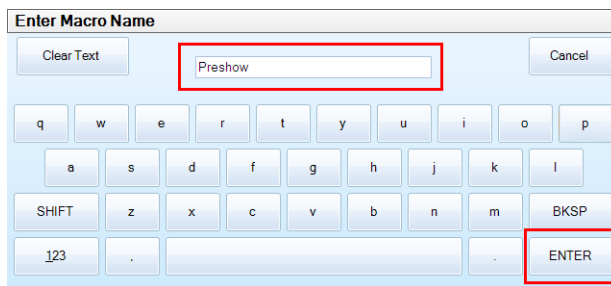 Enter Macro Name
Clear Text Preshow Cancel
q w e r t y u i o p
a s d f g h j k l
SHIFT z x c v b n m BKSP
123 . . ENTER